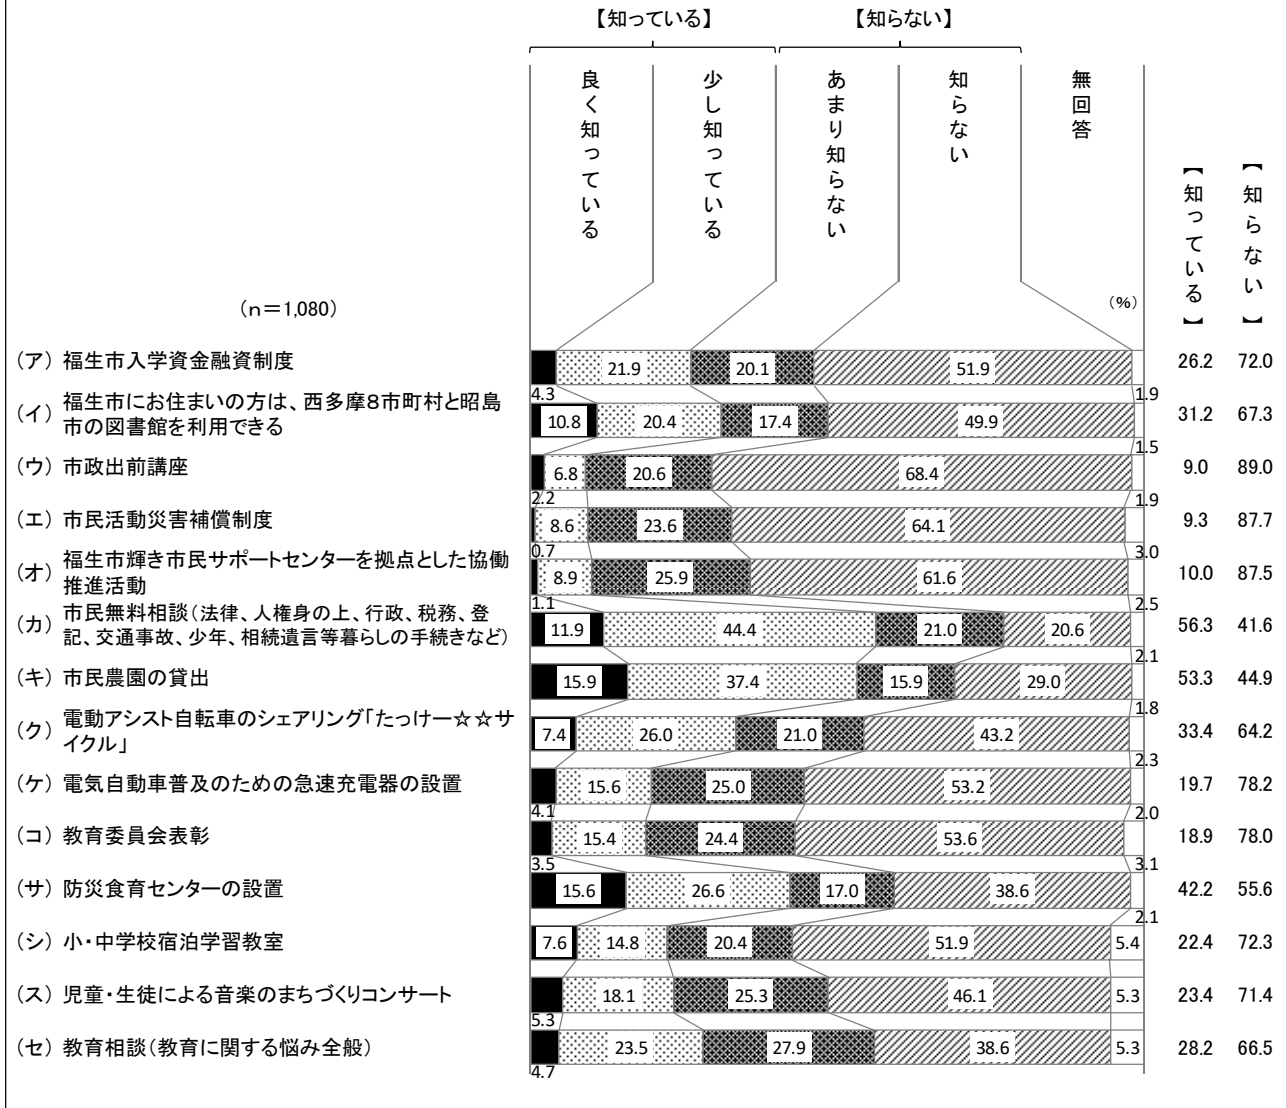 【知っている】 【知らない】
良く知っている 少し知っている あまり知らない 知らない 無回答
【知っている】 【知らない】
（n＝1,080） (%)
（ア） 福生市入学資金融資制度 21.9 20.1 51.9 26.2 72.0
4.3 1.9
（イ） 福生市にお住まいの方は、西多摩８市町村と昭島
市の図書館を利用できる 10.8 20.4 17.4 49.9 31.2 67.3
1.5
（ウ） 市政出前講座 6.8 20.6 68.4 9.0 89.0
2.2 1.9
（エ） 市民活動災害補償制度 8.6 23.6 64.1 9.3 87.7
0.7 3.0
（オ） 福生市輝き市民サポートセンターを拠点とした協働
推進活動 8.9 25.9 61.6 10.0 87.5
1.1 2.5
（カ） 市民無料相談（法律、人権身の上、行政、税務、登
記、交通事故、少年、相続遺言等暮らしの手続きなど） 11.9 44.4 21.0 20.6 56.3 41.6
2.1
（キ） 市民農園の貸出 15.9 37.4 15.9 29.0 53.3 44.9
1.8
（ク） 電動アシスト自転車のシェアリング「たっけー☆☆サ
イクル」 7.4 26.0 21.0 43.2 33.4 64.2
2.3
（ケ） 電気自動車普及のための急速充電器の設置 15.6 25.0 53.2 19.7 78.2
4.1 2.0
（コ） 教育委員会表彰 15.4 24.4 53.6 18.9 78.0
3.5 3.1
（サ） 防災食育センターの設置 15.6 26.6 17.0 38.6 42.2 55.6
2.1
（シ） 小・中学校宿泊学習教室 7.6 14.8 20.4 51.9 5.4 22.4 72.3
（ス） 児童・生徒による音楽のまちづくりコンサート 18.1 25.3 46.1 5.3 23.4 71.4
5.3
（セ） 教育相談（教育に関する悩み全般） 23.5 27.9 38.6 5.3 28.2 66.5
4.7